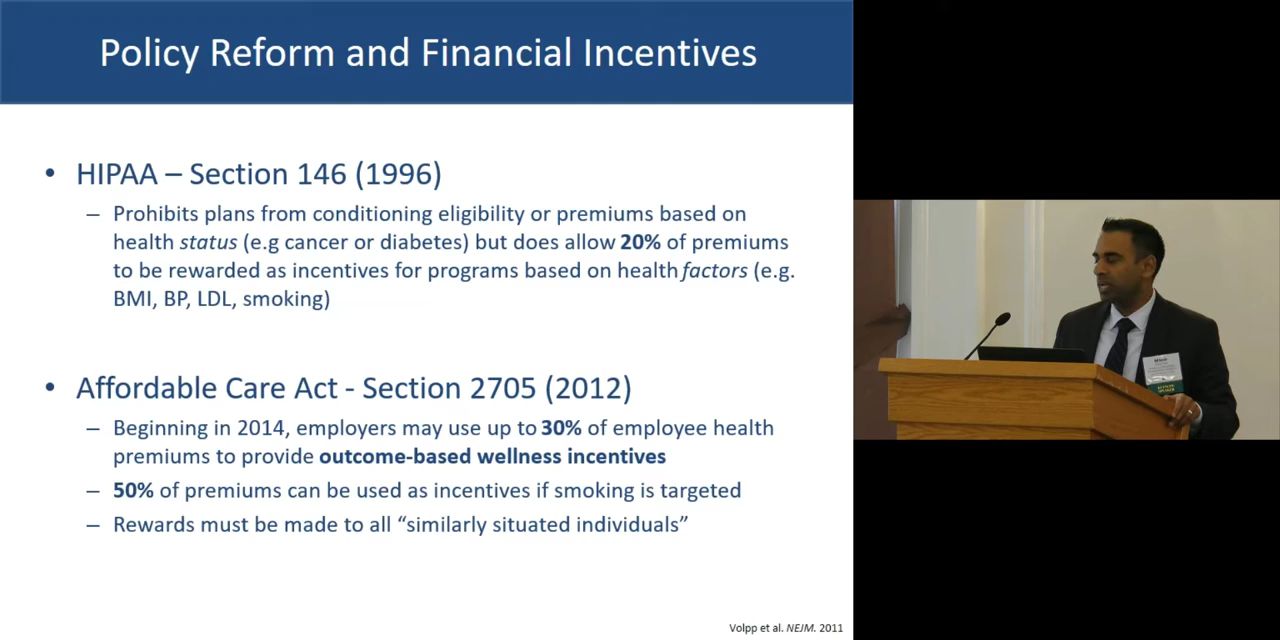 Policy Reform and Financial Incentives
• HIPAA – Section 146 (1996)
– Prohibits plans from conditioning eligibility or premiums based on
health status (e.g cancer or diabetes) but does allow 20% of premiums
to be rewarded as incentives for programs based on health factors (e.g.
BMI, BP, LDL, smoking)
• Affordable Care Act - Section 2705 (2012)
– Beginning in 2014, employers may use up to 30% of employee health
premiums to provide outcome-based wellness incentives
– 50% of premiums can be used as incentives if smoking is targeted
– Rewards must be made to all “similarly situated individuals”
Volpp et al. NEJM. 2011